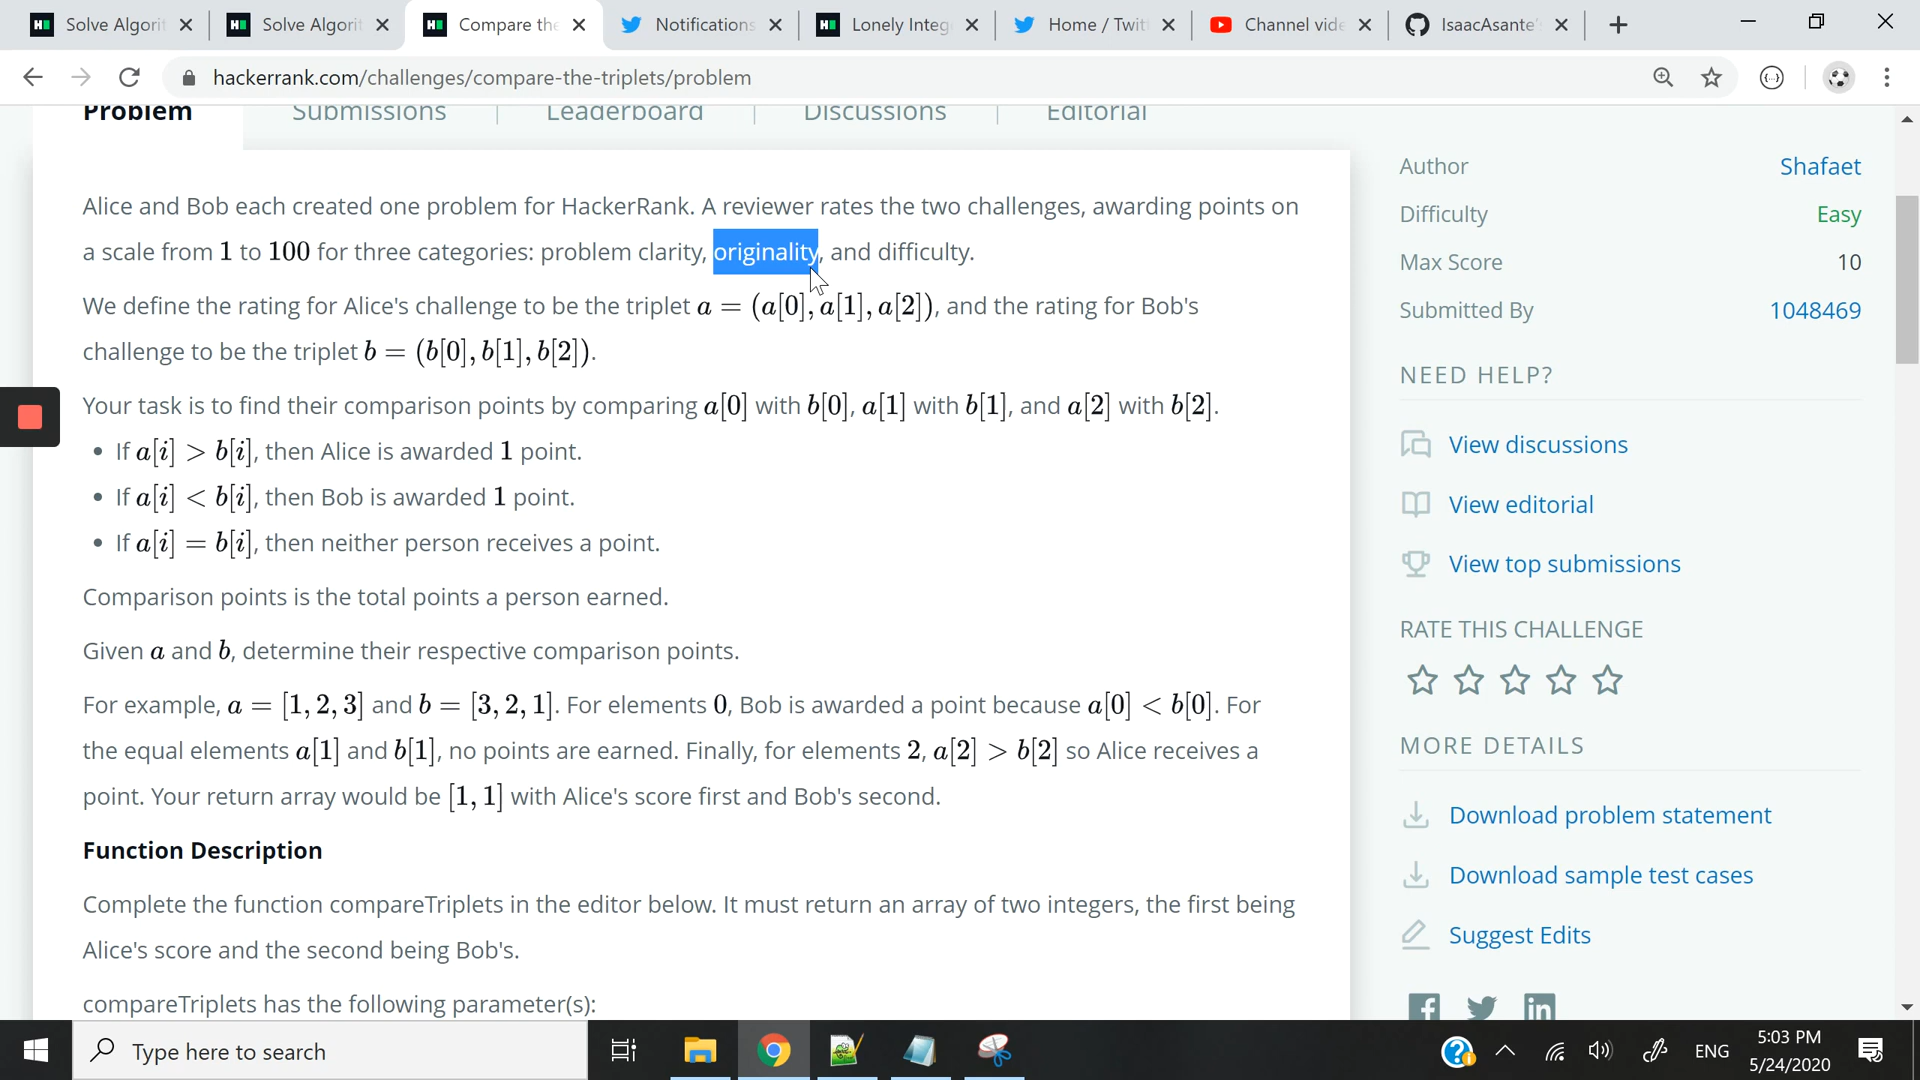 Solve Algorit
Solve Algorit
Compare the
Notifications
Lonely Integ
Home / Twit
Channel vide
IsaacAsante'
hackerrank.com/challenges/compare-the-triplets/problem
Problem
Submissions
Leaderboard
Discussions
Editorial
Alice and Bob each created one problem for HackerRank. A reviewer rates the two challenges, awarding points on
a scale from 1 to 100 for three categories: problem clarity, originality, and difficulty.
We define the rating for Alice's challenge to be the triplet a = (a[0], a[1], a[2]), and the rating for Bob's
challenge to be the triplet b = (b[0], b[1], b[2]).
Your task is to find their comparison points by comparing a[0] with b[0], a[1] with b[1], and a[2] with b[2].
• If a[i] > b[i], then Alice is awarded 1 point.
• If a[i] < b[i], then Bob is awarded 1 point.
• If a[i] = b[i], then neither person receives a point.
Comparison points is the total points a person earned.
Given a and b, determine their respective comparison points.
For example, a = [1, 2, 3] and b = [3, 2, 1]. For elements 0, Bob is awarded a point because a[0] < b[0]. For
the equal elements a[1] and b[1], no points are earned. Finally, for elements 2, a[2] > b[2] so Alice receives a
point. Your return array would be [1, 1] with Alice's score first and Bob's second.
Function Description
Complete the function compareTriplets in the editor below. It must return an array of two integers, the first being
Alice's score and the second being Bob's.
compareTriplets has the following parameter(s):
Author Shafaet
Difficulty Easy
Max Score 10
Submitted By 1048469
NEED HELP?
View discussions
View editorial
View top submissions
RATE THIS CHALLENGE
MORE DETAILS
Download problem statement
Download sample test cases
Suggest Edits
Type here to search
ENG
5:03 PM
5/24/2020